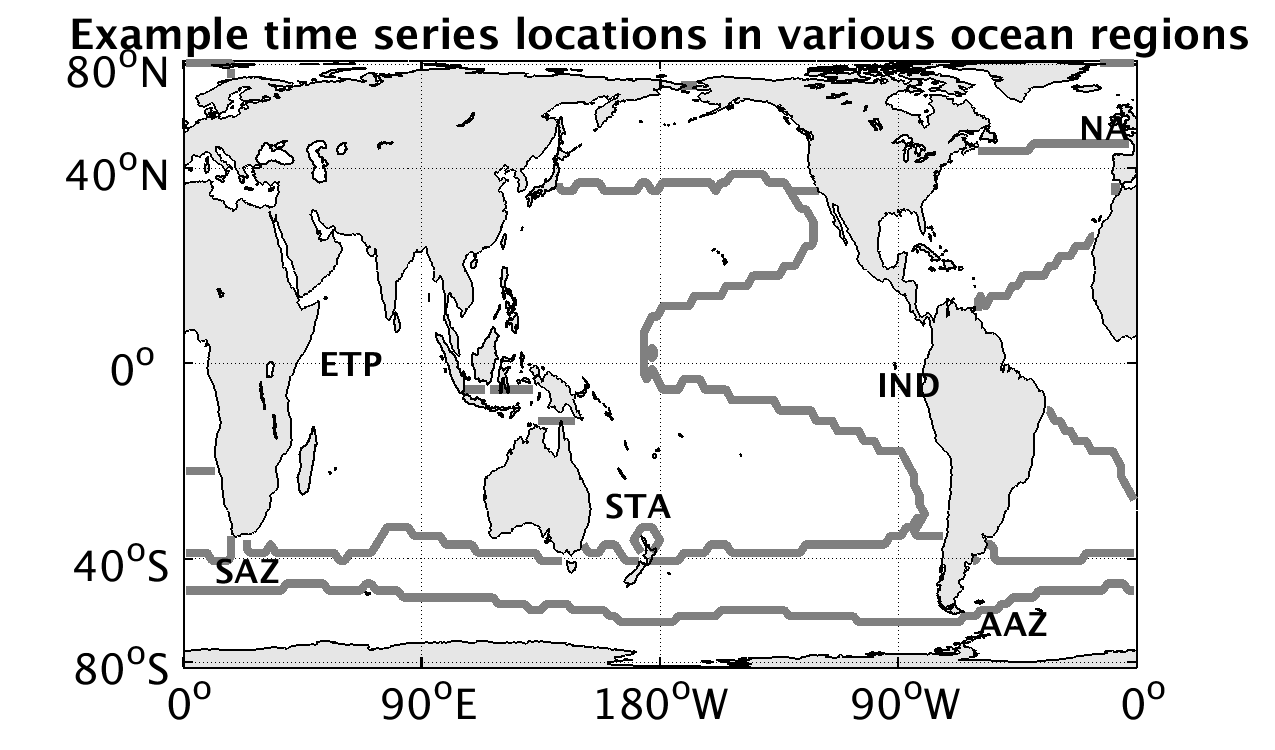 Example time series locations in various ocean regions
80°N
NA
40°N
0°
ETP
IND
STA
40°S
SAZ
AAZ
80°S
0°
90°E
180°W
90°W
0°